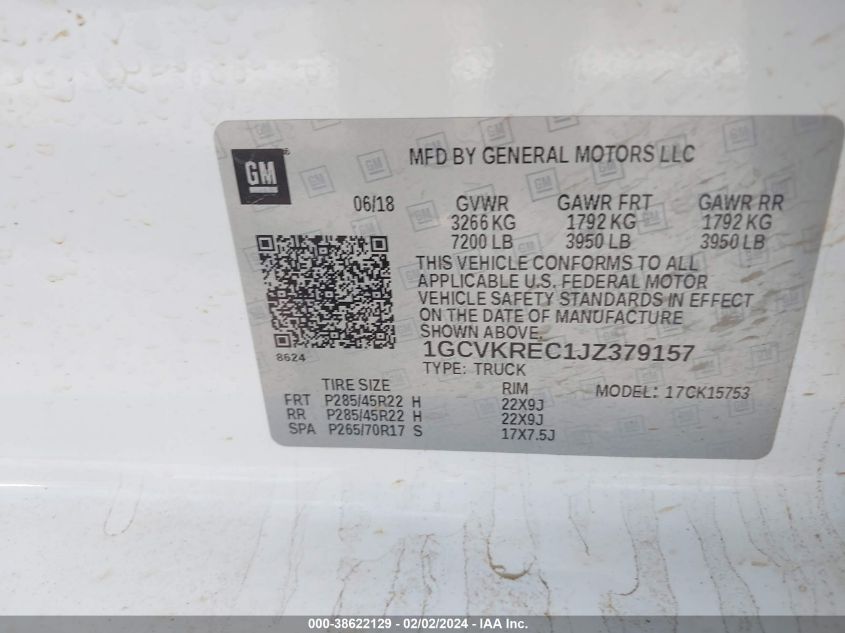 GM
MFD BY GENERAL MOTORS LLC
06/18 GVWR GAWR FRT GAWR RR
3266 KG 1792 KG 1792 KG
7200 LB 3950 LB 3950 LB
THIS VEHICLE CONFORMS TO ALL
APPLICABLE U.S. FEDERAL MOTOR
VEHICLE SAFETY STANDARDS IN EFFECT
ON THE DATE OF MANUFACTURE
SHOWN ABOVE.
8624
1GCVKREC1JZ379157
TYPE: TRUCK
TIRE SIZE RIM MODEL: 17CK15753
FRT P285/45R22 H 22X9J
RR P285/45R22 H 22X9J
SPA P265/70R17 S 17X7.5J
000-38622129 - 02/02/2024 - IAA Inc.